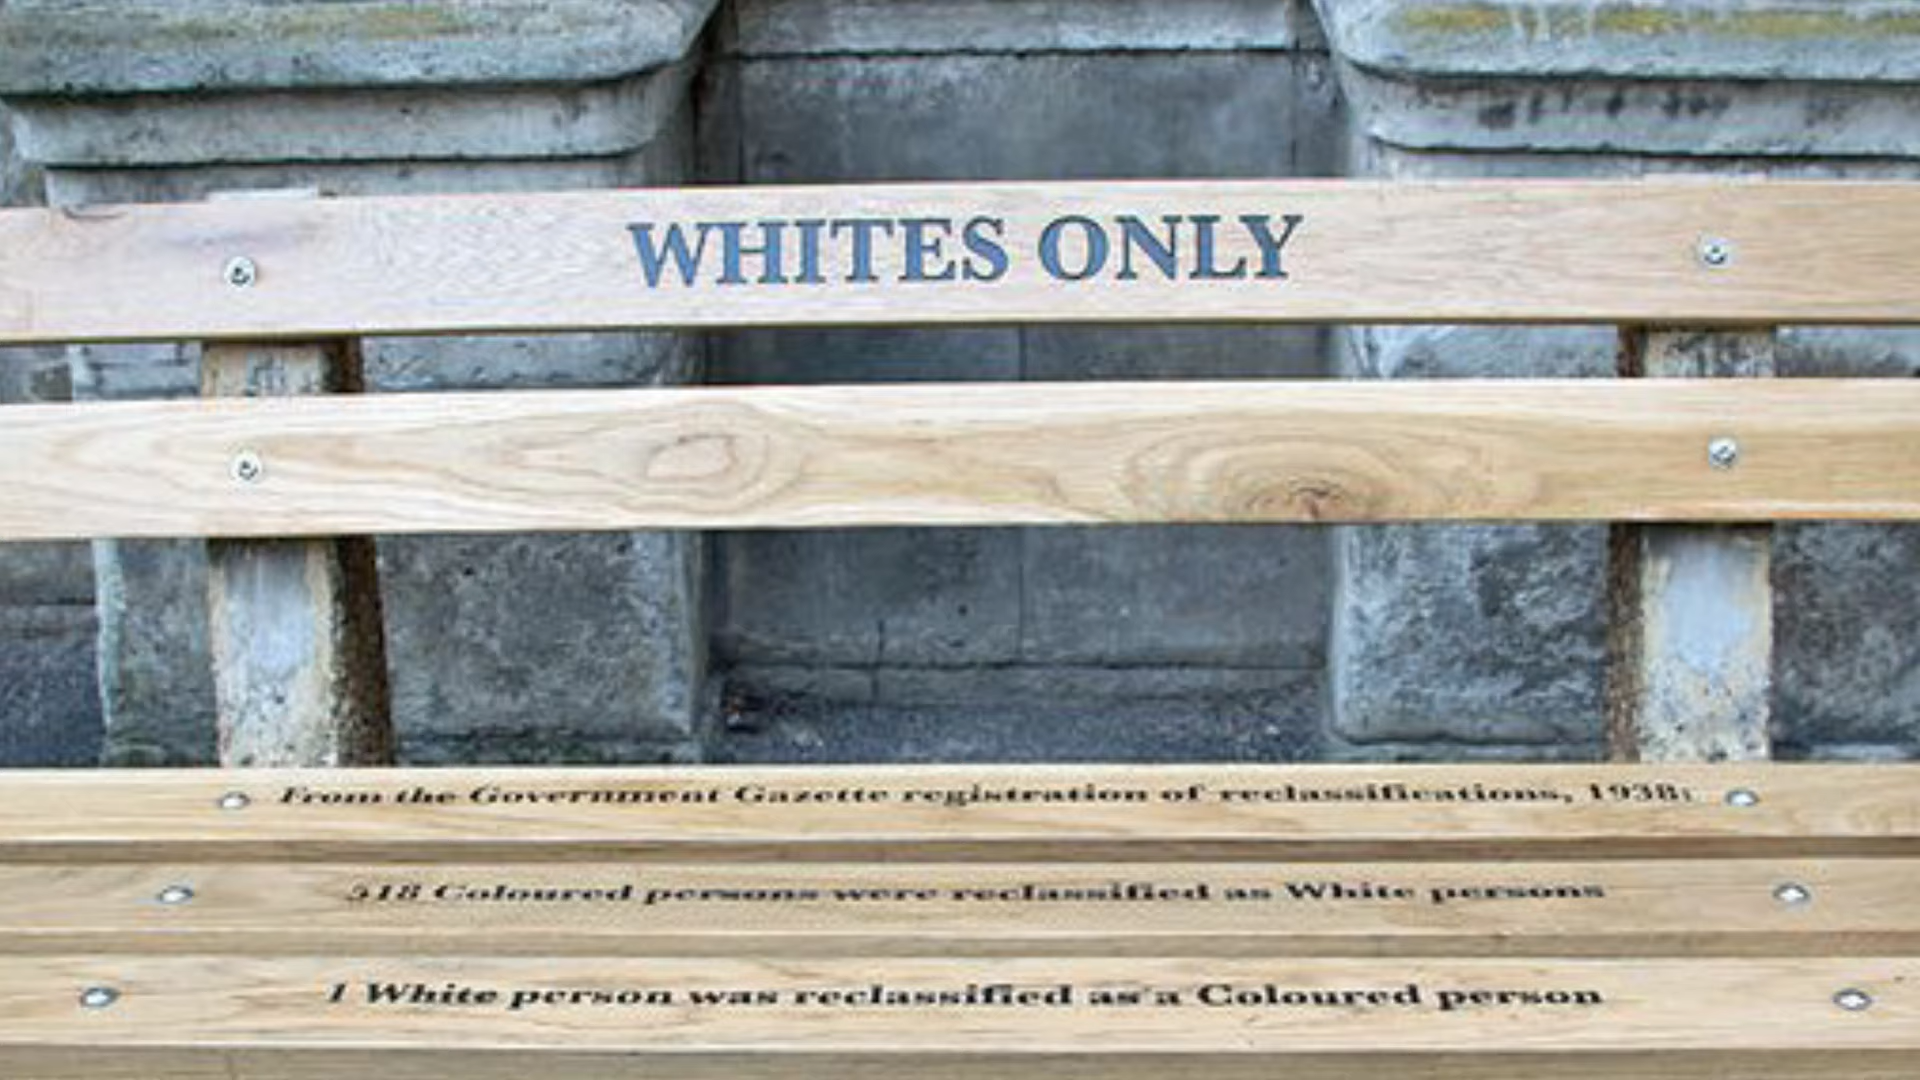 WHITES ONLY
From the Government Gazette registration of reclassifications, 1938:
518 Coloured persons were reclassified as White persons
1 White person was reclassified as a Coloured person